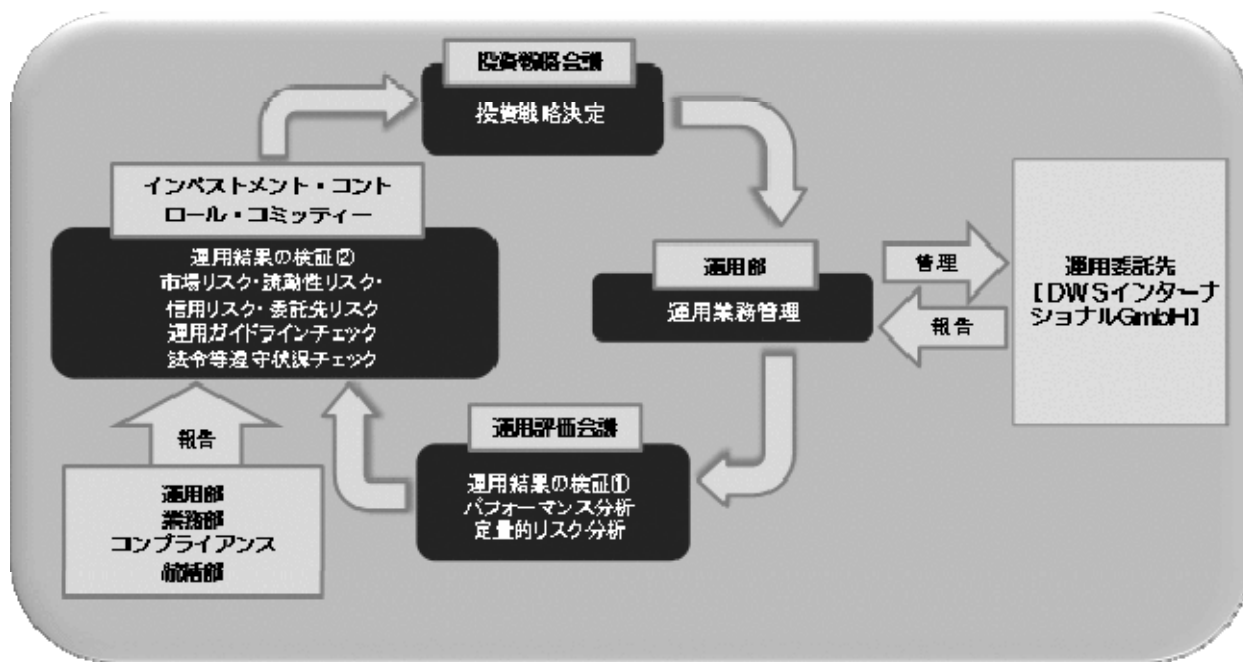 投資戦略会議
投資戦略決定
インベストメント・コント
ロール・コミッティー
運用結果の検証②
市場リスク・流動性リスク・
信用リスク・委託先リスク
運用ガイドラインチェック
法令等遵守状況チェック
運用部
運用業務管理
管理
報告
運用委託先
【DWSインターナ
ショナルGmbH】
運用評価会議
運用結果の検証①
パフォーマンス分析
定量的リスク分析
報告
運用部
業務部
コンプライアンス
統括部